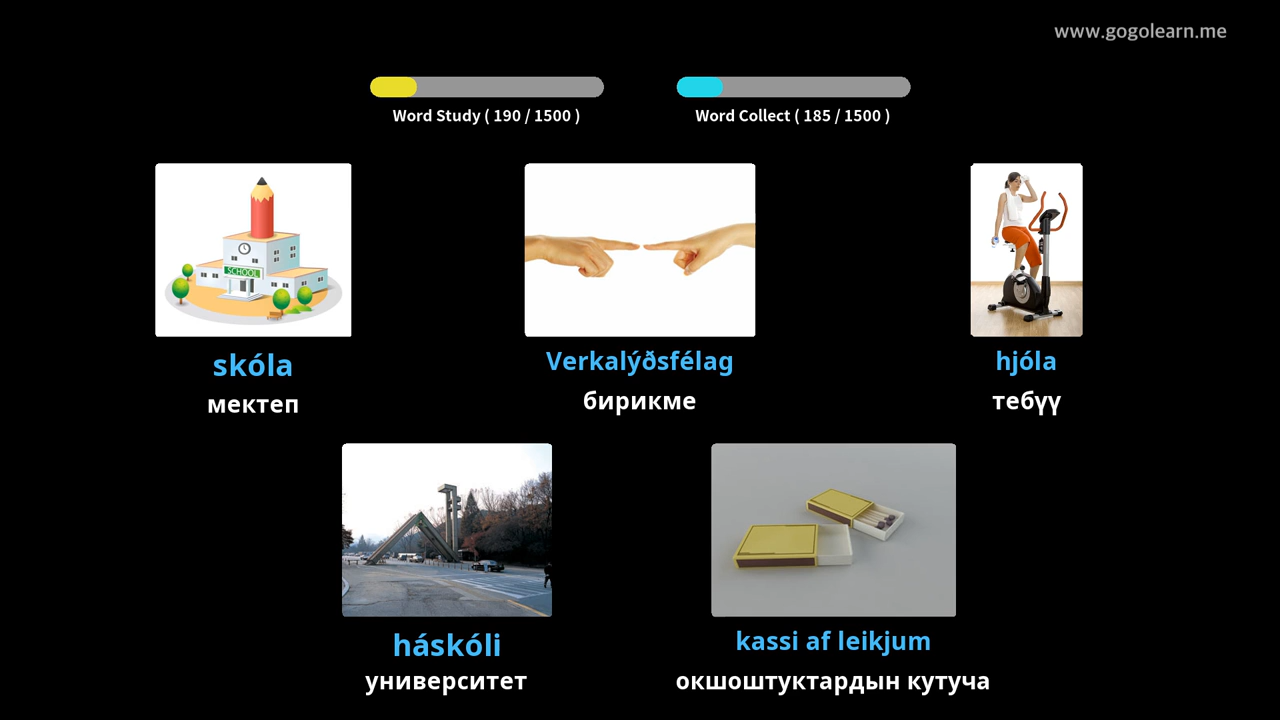 www.gogolearn.me
Word Study ( 190 / 1500 )
Word Collect ( 185 / 1500 )
SCHOOL
skóla
мектеп
Verkalýðsfélag
бирикме
hjóla
тебүү
háskóli
университет
kassi af leikjum
окшоштуктардын кутуча